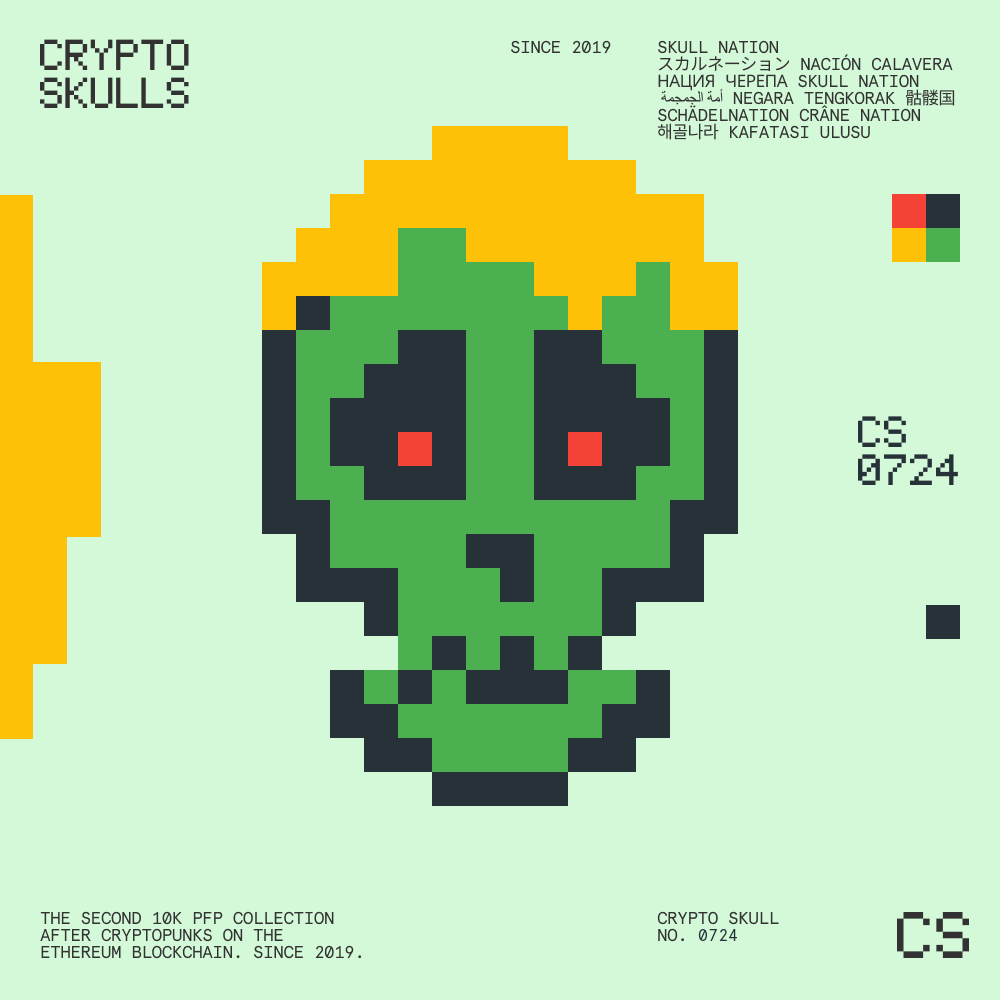 CRYPTO
SKULLS
SINCE 2019
SKULL NATION
スカルネーション NACIÓN CALAVERA
НАЦИЯ ЧЕРЕПА SKULL NATION
أمة الجمجمة NEGARA TENGKORAK 骷髅国
SCHÄDELNATION CRÂNE NATION
해골나라 KAFATASI ULUSU
CS
0724
THE SECOND 10K PFP COLLECTION
AFTER CRYPTOPUNKS ON THE
ETHEREUM BLOCKCHAIN. SINCE 2019.
CRYPTO SKULL
NO. 0724
CS